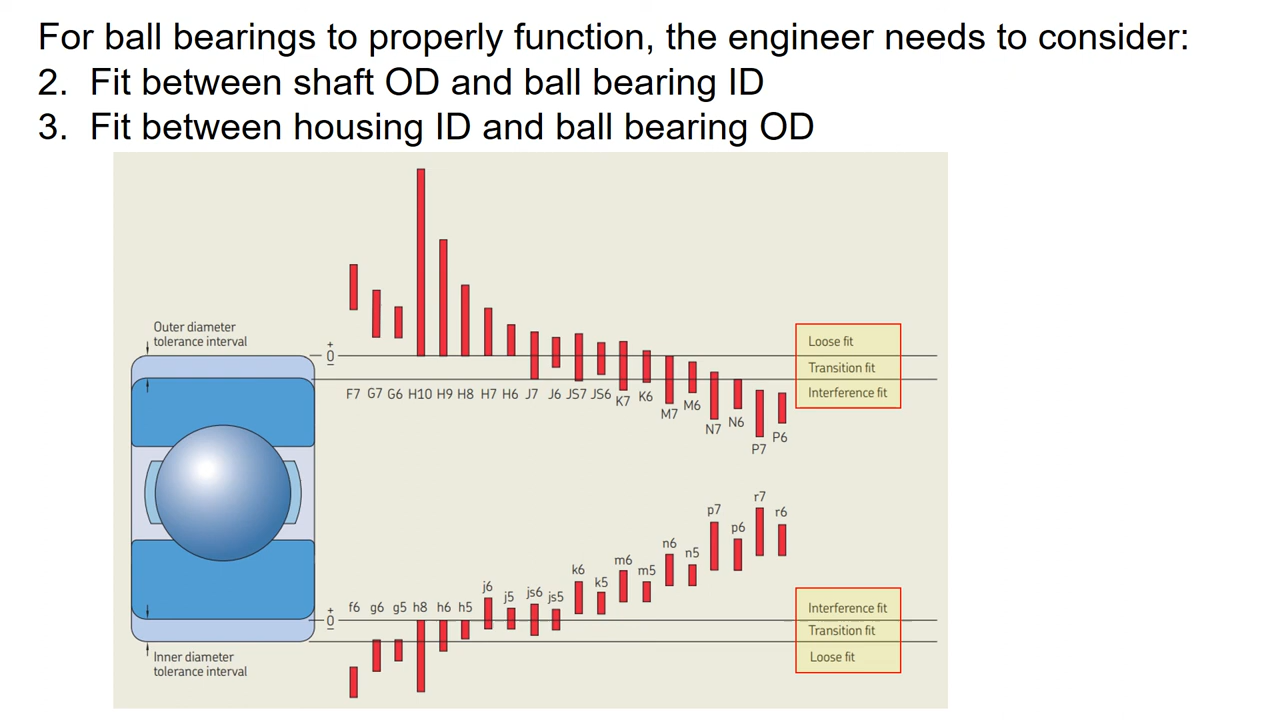 For ball bearings to properly function, the engineer needs to consider:
2. Fit between shaft OD and ball bearing ID
3. Fit between housing ID and ball bearing OD
Outer diameter
tolerance interval
+
0
−
Loose fit
Transition fit
Interference fit
F7 G7 G6 H10 H9 H8 H7 H6 J7 J6 JS7 JS6 K7 K6 M7 M6 N7 N6 P7 P6
f6 g6 g5 h8 h6 h5 j6 j5 js6 js5 k6 k5 m6 m5 n6 n5 p7 p6 r7 r6
+
0
−
Interference fit
Transition fit
Loose fit
Inner diameter
tolerance interval